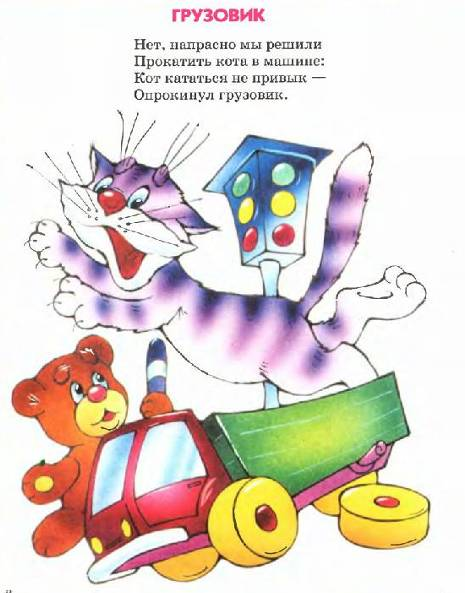 ГРУЗОВИК
Нет, напрасно мы решили
Прокатить кота в машине:
Кот кататься не привык —
Опрокинул грузовик.